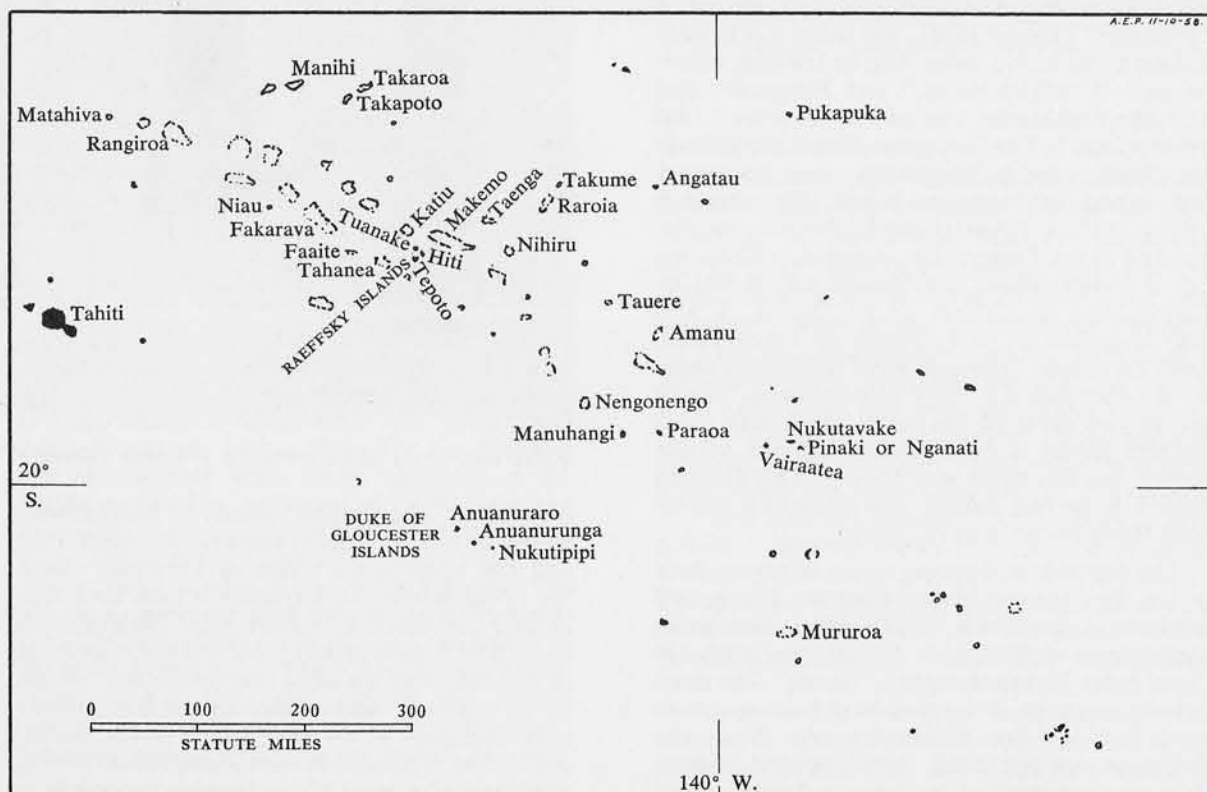 A.E.P. 11-10-58.
Manihi
Takaroa
Takapoto
Matahiva
Rangiroa
Pukapuka
Niau
Fakarava
Faaite
Tahanea
Tuanake
Katiu
Makemo
Taenga
Hiti
Tepoto
RAEFFSKY ISLANDS
Takume
Raroia
Angatau
Nihiru
Tahiti
Tauere
Amanu
Nengonengo
Manuhangi
Paraoa
Nukutavake
Pinaki or Nganati
Vairaatea
20°
S.
DUKE OF
GLOUCESTER
ISLANDS
Anuanuraro
Anuanurunga
Nukutipipi
Mururoa
0 100 200 300
STATUTE MILES
140° W.